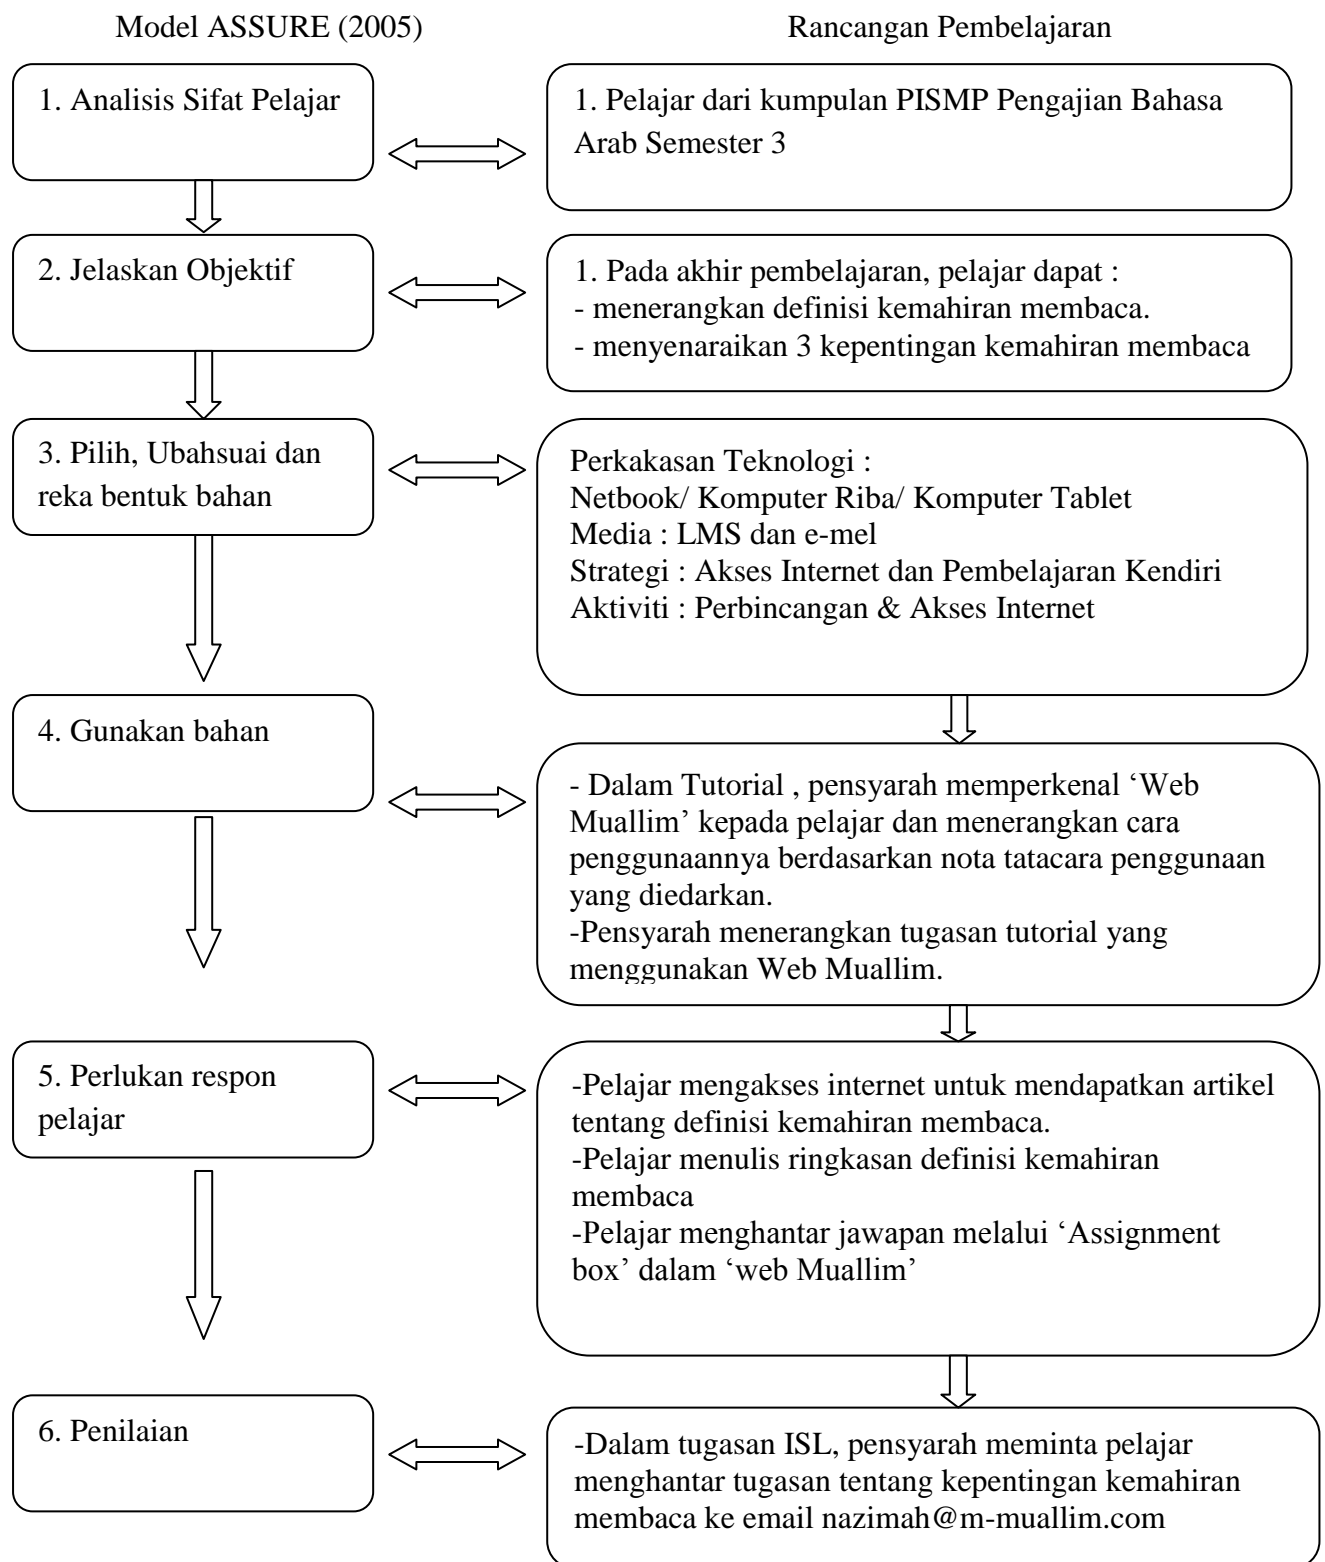 Model ASSURE (2005)
Rancangan Pembelajaran
1. Analisis Sifat Pelajar
1. Pelajar dari kumpulan PISMP Pengajian Bahasa
Arab Semester 3
2. Jelaskan Objektif
1. Pada akhir pembelajaran, pelajar dapat :
- menerangkan definisi kemahiran membaca.
- menyenaraikan 3 kepentingan kemahiran membaca
3. Pilih, Ubahsuai dan
reka bentuk bahan
Perkakasan Teknologi :
Netbook/ Komputer Riba/ Komputer Tablet
Media : LMS dan e-mel
Strategi : Akses Internet dan Pembelajaran Kendiri
Aktiviti : Perbincangan & Akses Internet
4. Gunakan bahan
- Dalam Tutorial , pensyarah memperkenal ‘Web
Muallim’ kepada pelajar dan menerangkan cara
penggunaannya berdasarkan nota tatacara penggunaan
yang diedarkan.
-Pensyarah menerangkan tugasan tutorial yang
menggunakan Web Muallim.
5. Perlukan respon
pelajar
-Pelajar mengakses internet untuk mendapatkan artikel
tentang definisi kemahiran membaca.
-Pelajar menulis ringkasan definisi kemahiran
membaca
-Pelajar menghantar jawapan melalui ‘Assignment
box’ dalam ‘web Muallim’
6. Penilaian
-Dalam tugasan ISL, pensyarah meminta pelajar
menghantar tugasan tentang kepentingan kemahiran
membaca ke email nazimah@m-muallim.com